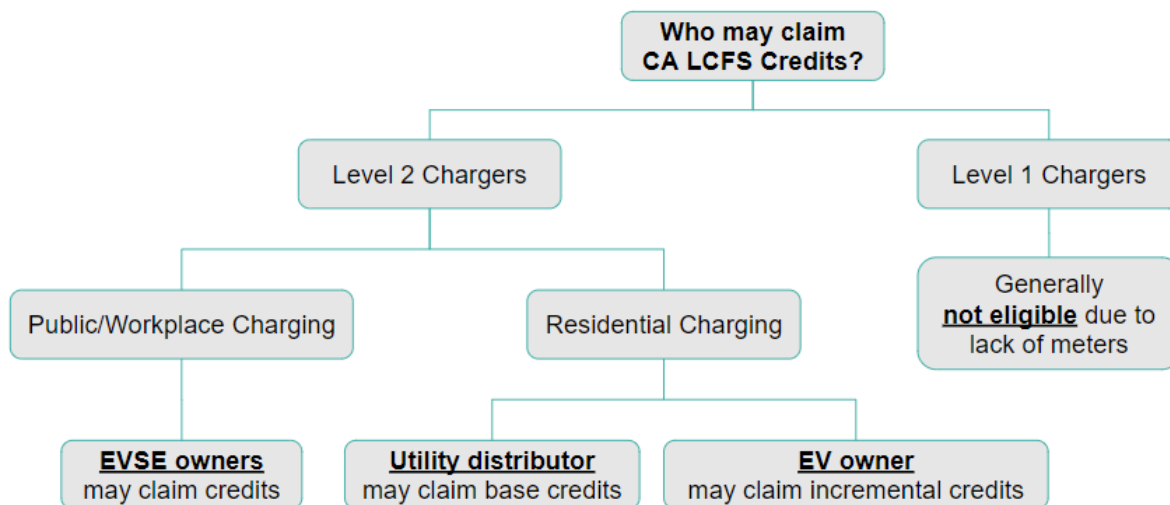 Who may claim
CA LCFS Credits?
Level 2 Chargers
Level 1 Chargers
Public/Workplace Charging
Residential Charging
Generally
not eligible due to
lack of meters
EVSE owners
may claim credits
Utility distributor
may claim base credits
EV owner
may claim incremental credits